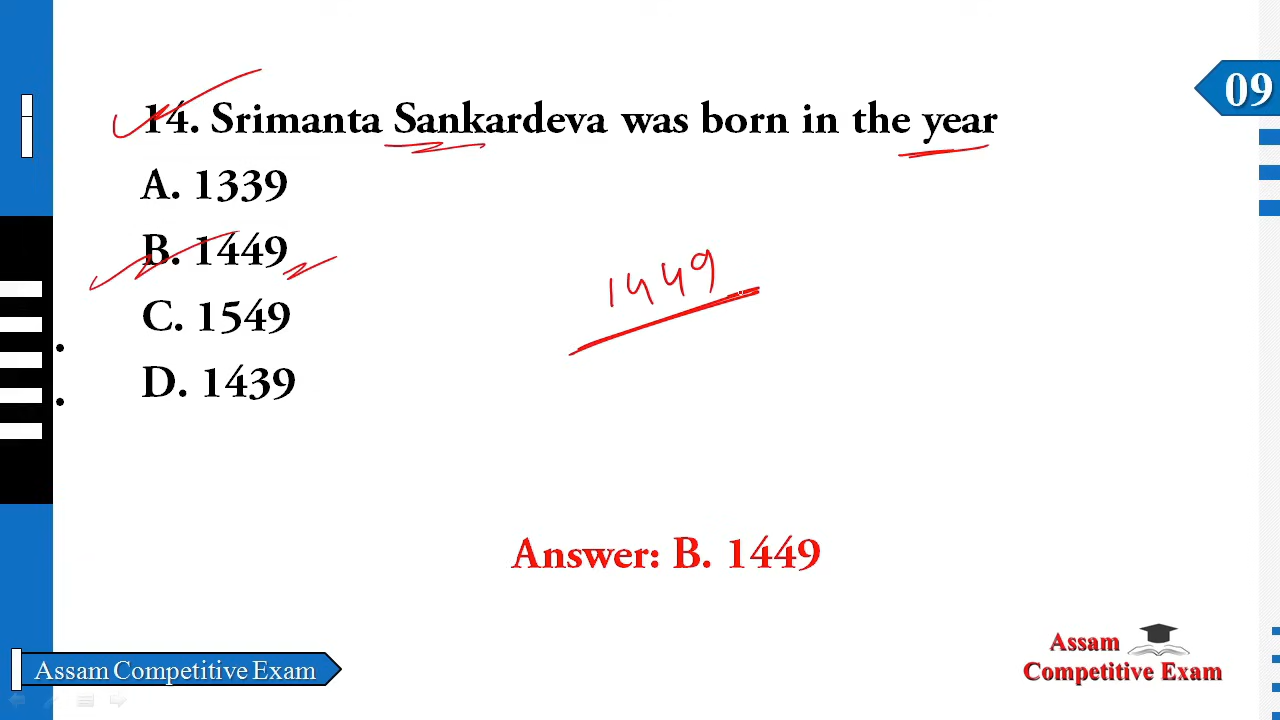 09
14. Srimanta Sankardeva was born in the year
A. 1339
B. 1449
1449
C. 1549
D. 1439
Answer: B. 1449
Assam Competitive Exam
Assam
Competitive Exam